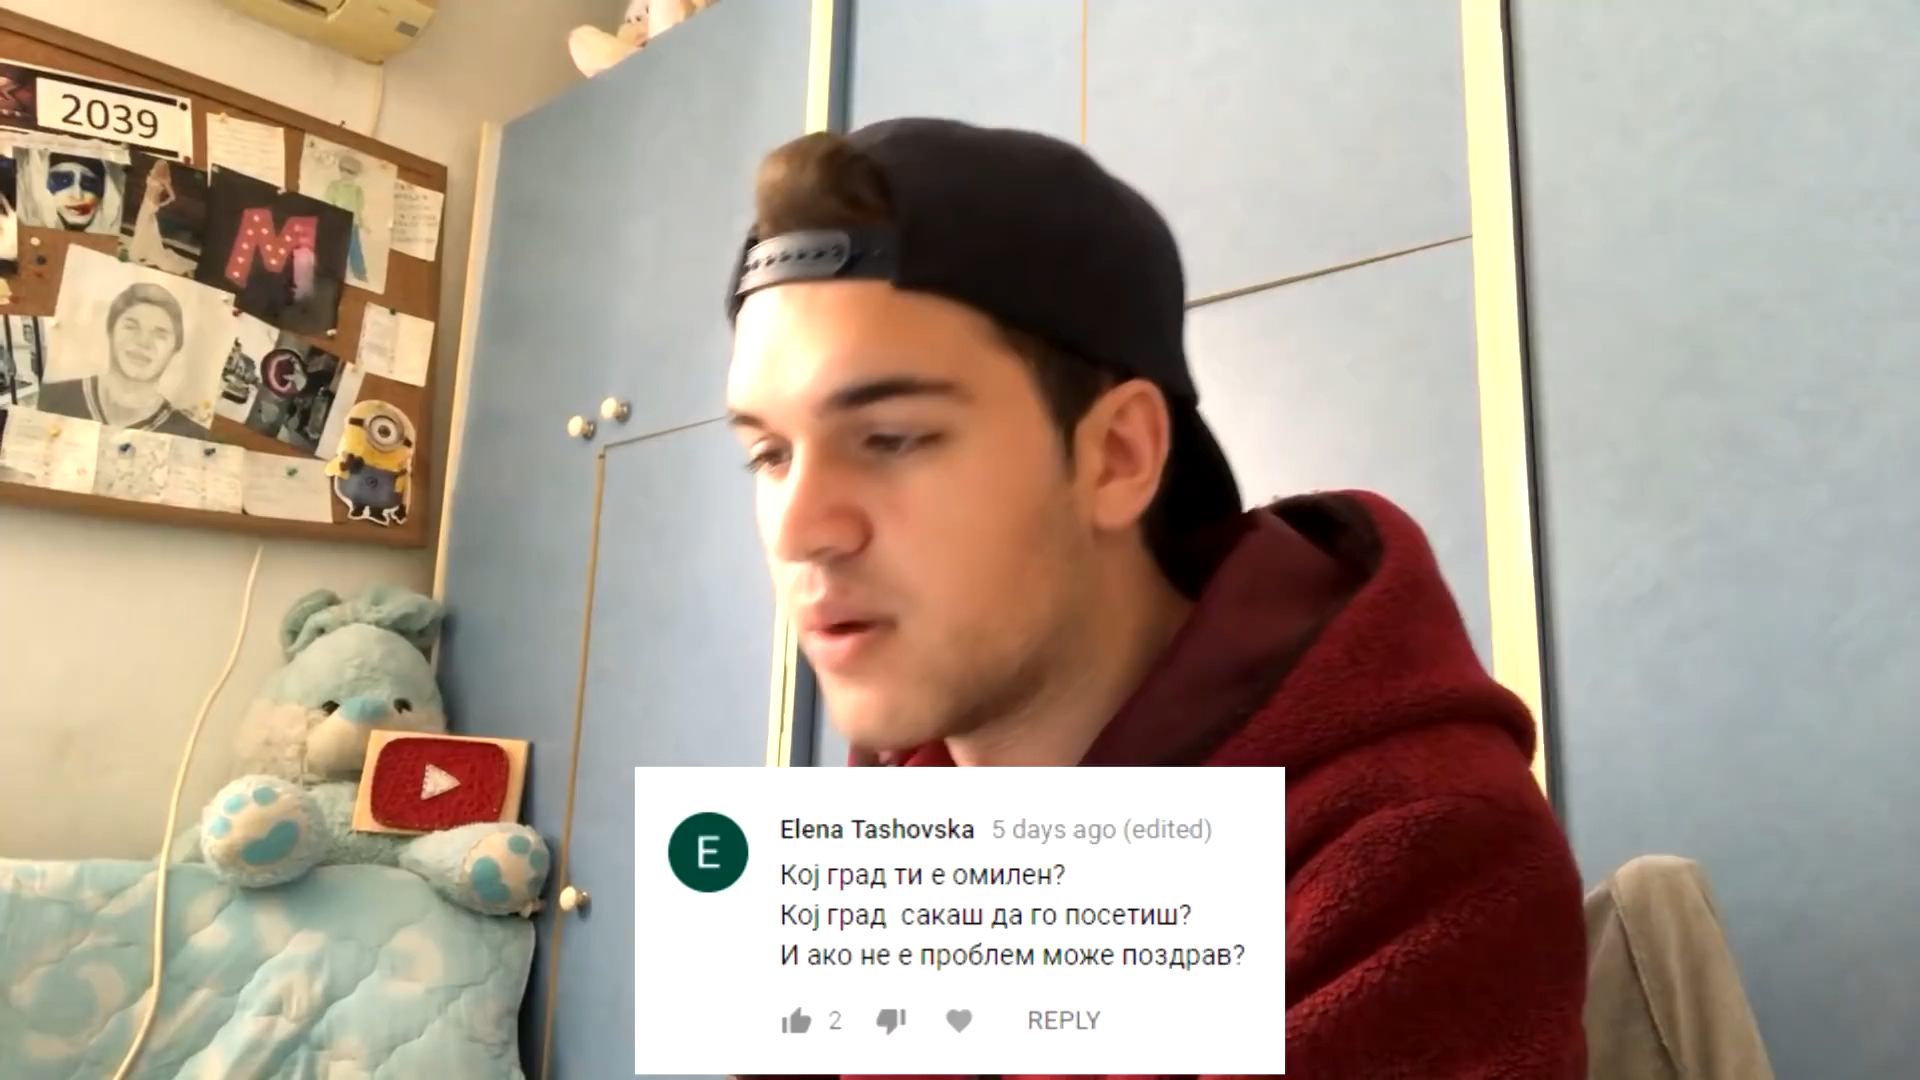 2039
M
G
E
Elena Tashovska 5 days ago (edited)
Кој град ти е омилен?
Кој град сакаш да го посетиш?
И ако не е проблем може поздрав?
2
REPLY